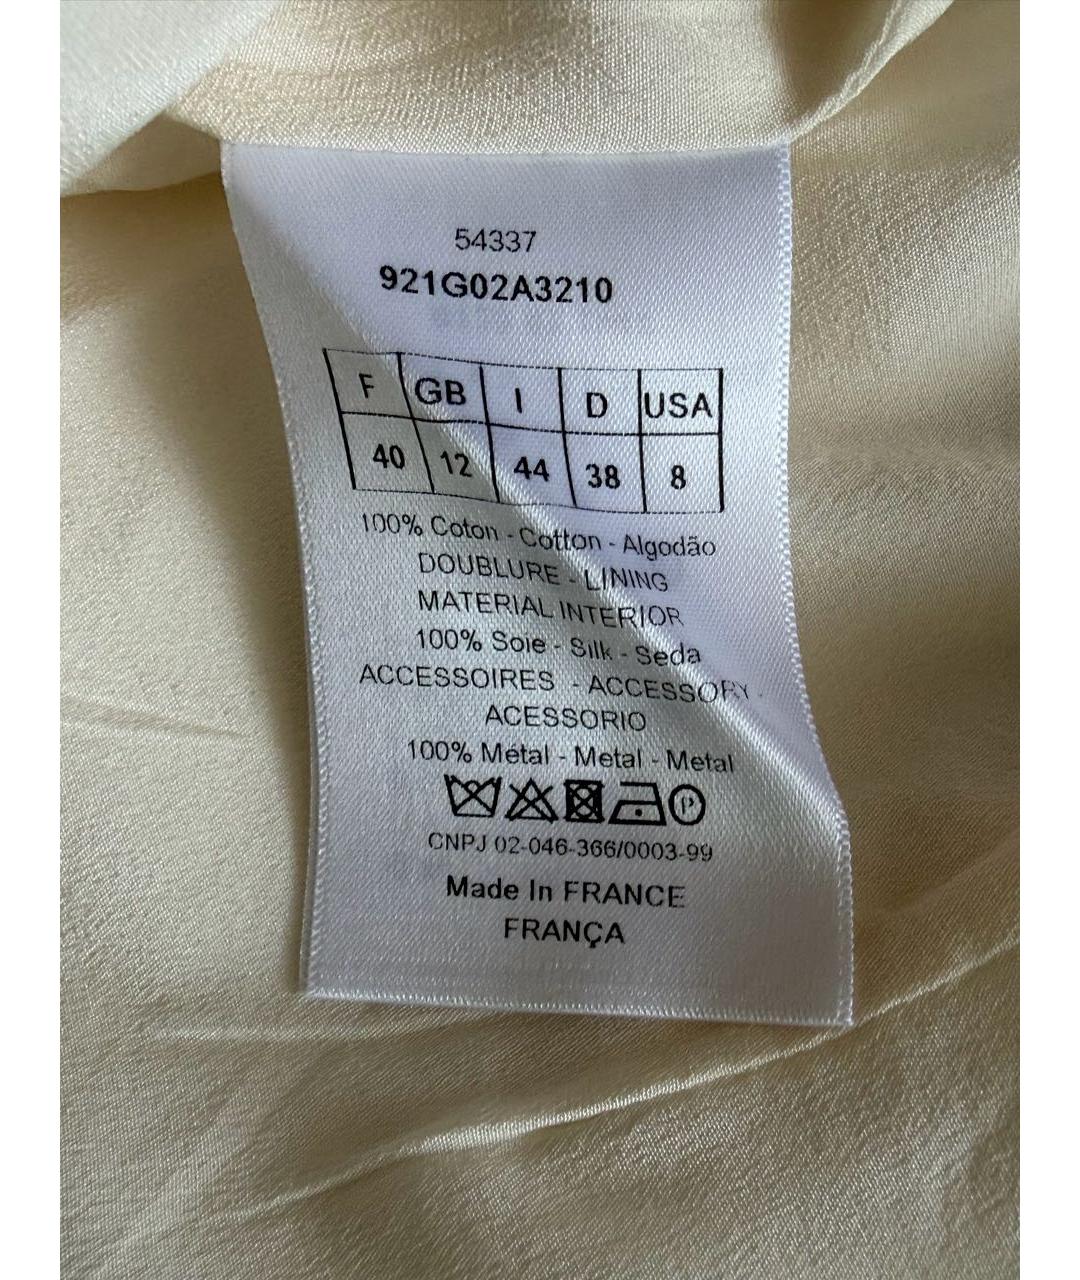 54337
921G02A3210
F GB I D USA
40 12 44 38 8
100% Coton - Cotton - Algodão
DOUBLURE - LINING
MATERIAL INTERIOR
100% Soie - Silk - Seda
ACCESSOIRES - ACCESSORY -
ACESSORIO
100% Métal - Metal - Metal
P
CNPJ 02-046-366/0003-99
Made In FRANCE
FRANÇA